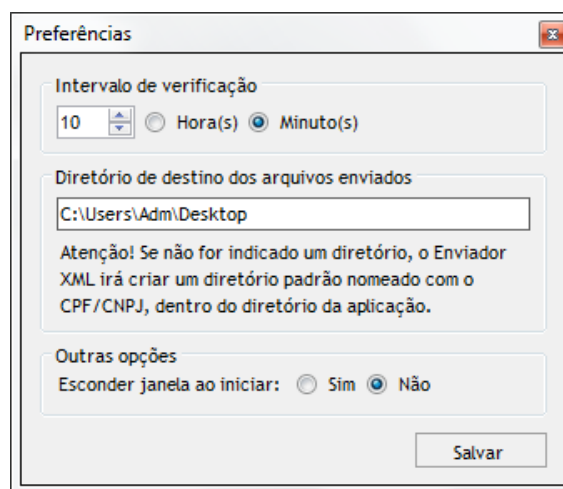 Preferências
Intervalo de verificação
10 Hora(s) Minuto(s)
Diretório de destino dos arquivos enviados
C:\Users\Adm\Desktop
Atenção! Se não for indicado um diretório, o Enviador
XML irá criar um diretório padrão nomeado com o
CPF/CNPJ, dentro do diretório da aplicação.
Outras opções
Esconder janela ao iniciar: Sim Não
Salvar